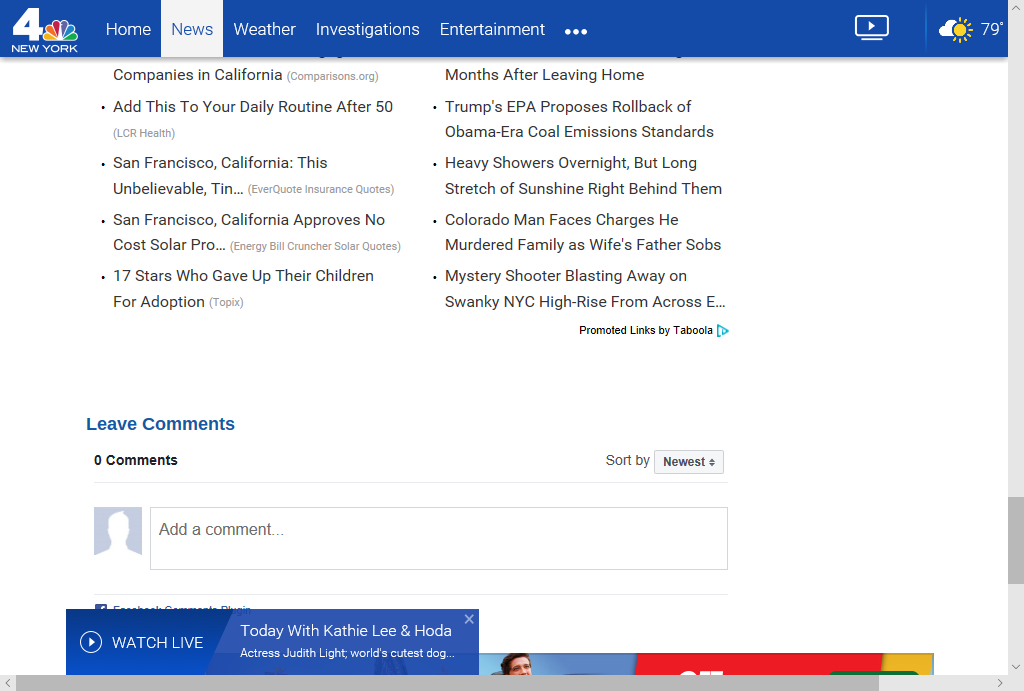 4
NEW YORK
Home
News
Weather
Investigations
Entertainment
79°
Companies in California (Comparisons.org)
Add This To Your Daily Routine After 50
(LCR Health)
San Francisco, California: This
Unbelievable, Tin... (EverQuote Insurance Quotes)
San Francisco, California Approves No
Cost Solar Pro... (Energy Bill Cruncher Solar Quotes)
17 Stars Who Gave Up Their Children
For Adoption (Topix)
Months After Leaving Home
Trump's EPA Proposes Rollback of
Obama-Era Coal Emissions Standards
Heavy Showers Overnight, But Long
Stretch of Sunshine Right Behind Them
Colorado Man Faces Charges He
Murdered Family as Wife's Father Sobs
Mystery Shooter Blasting Away on
Swanky NYC High-Rise From Across E...
Promoted Links by Taboola
Leave Comments
0 Comments
Sort by Newest
Add a comment...
Facebook Comments Plugin
WATCH LIVE
Today With Kathie Lee & Hoda
Actress Judith Light; world's cutest dog...